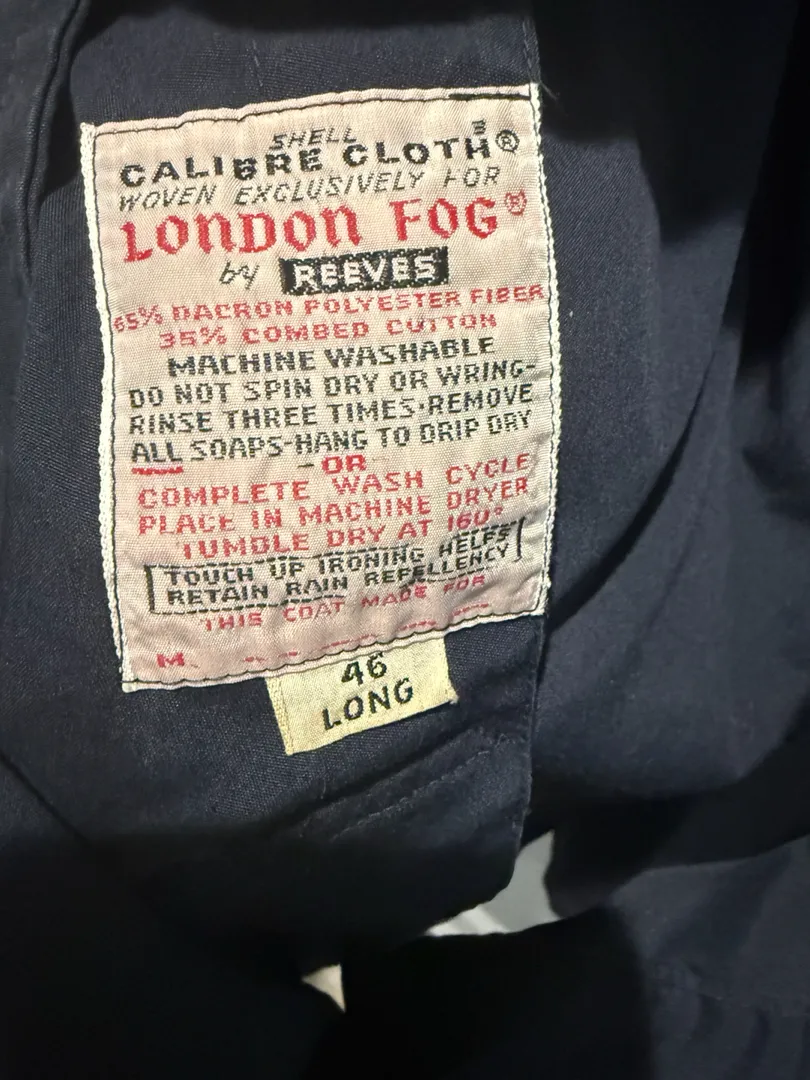 SHELL
CALIBRE CLOTH®
WOVEN EXCLUSIVELY FOR
LONDON FOG®
by REEVES
65% DACRON POLYESTER FIBER
35% COMBED COTTON
MACHINE WASHABLE
DO NOT SPIN DRY OR WRING-
RINSE THREE TIMES·REMOVE
ALL SOAPS-HANG TO DRIP DRY
-OR
COMPLETE WASH CYCLE
PLACE IN MACHINE DRYER
TUMBLE DRY AT 160°
TOUCH UP IRONING HELPS
RETAIN RAIN REPELLENCY
THIS COAT MADE FOR
M.
46
LONG